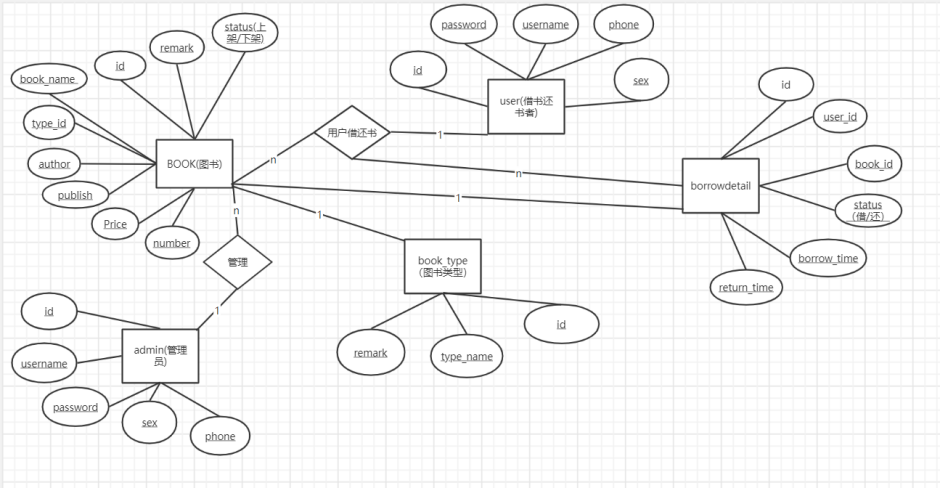 password
username
phone
status(上
架/下架)
remark
id
book_name
type_id
author
publish
Price
number
BOOK(图书)
id
sex
user(借书还
书者)
用户借还书
n
1
n
1
1
n
管理
1
id
user_id
book_id
status
（借/还）
borrow_time
return_time
borrowdetail
book_type
（图书类型）
remark
type_name
id
id
username
password
sex
phone
admin(管理
员)